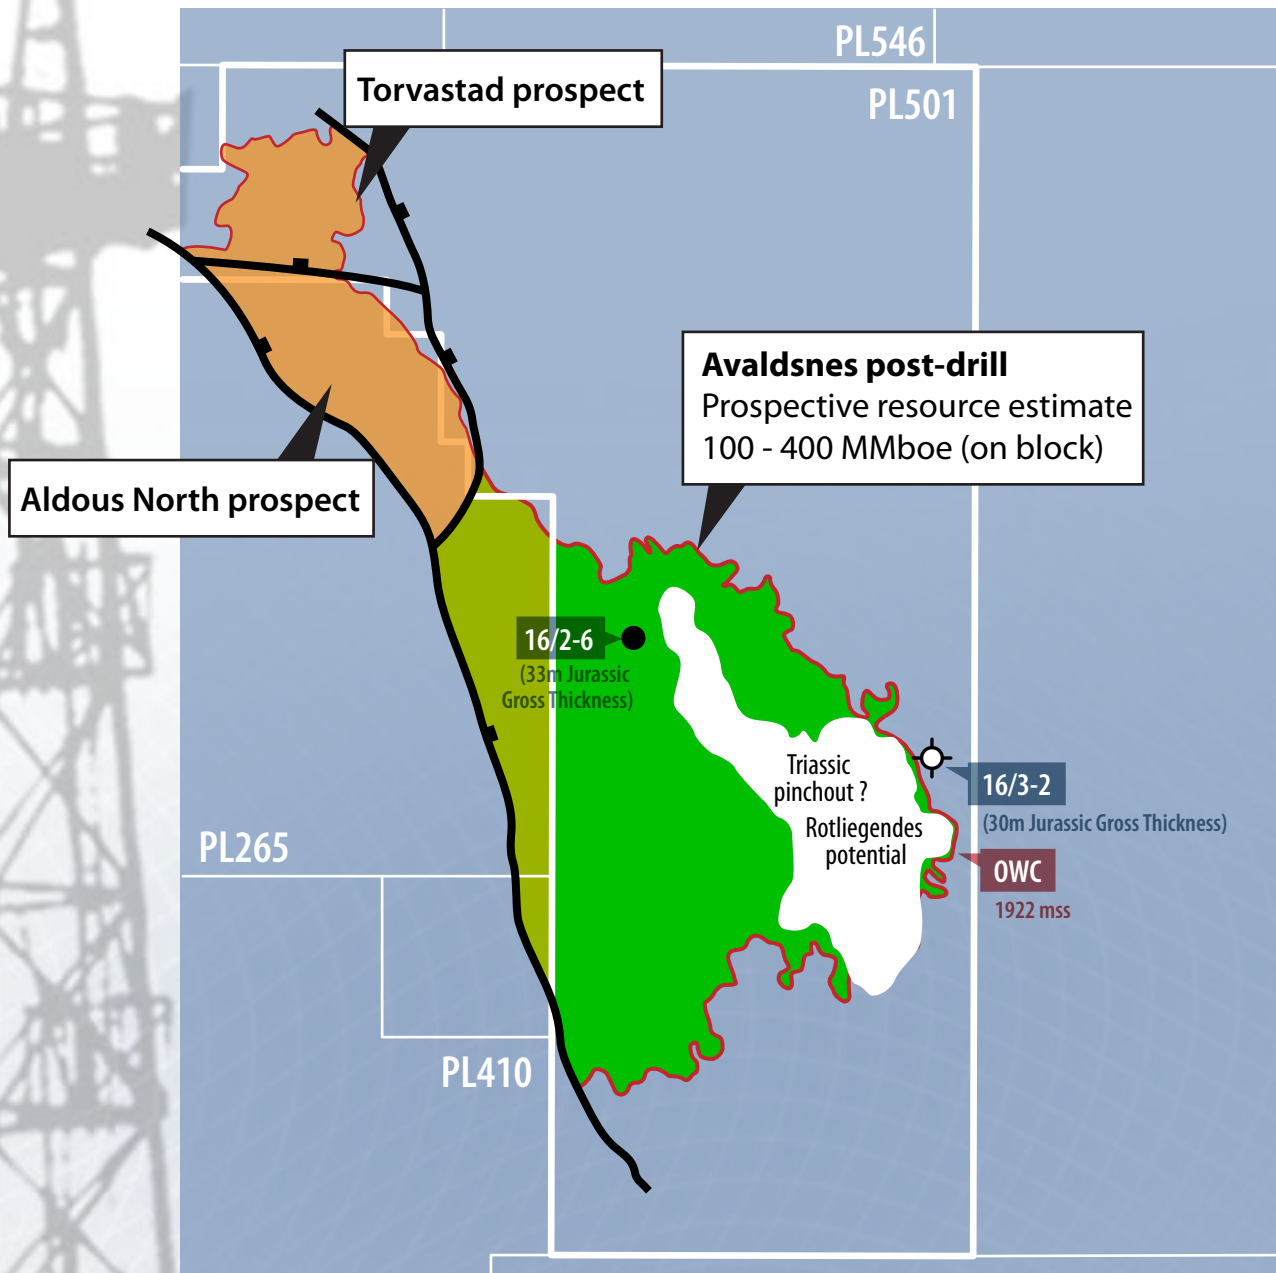 PL546
Torvastad prospect
PL501
Avaldsnes post-drill
Prospective resource estimate
100 - 400 MMboe (on block)
Aldous North prospect
16/2-6
(33m Jurassic
Gross Thickness)
Triassic
pinchout ?
16/3-2
(30m Jurassic Gross Thickness)
Rotliegendes
potential
PL265
OWC
1922 mss
PL410